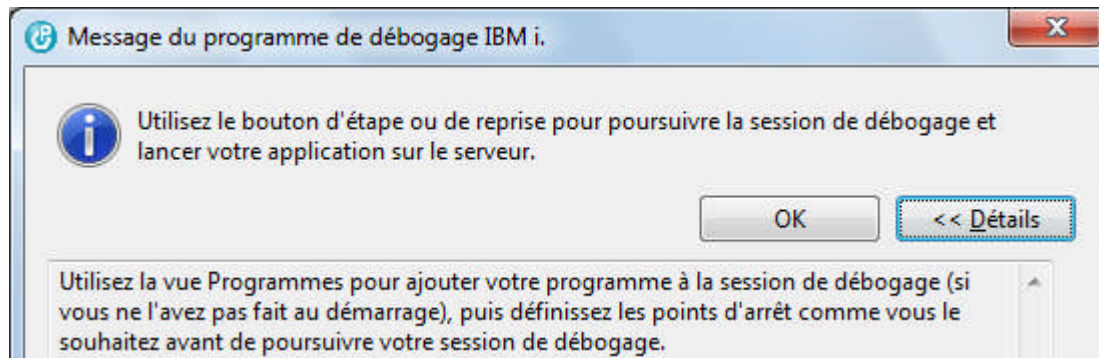 Message du programme de débogage IBM i.
Utilisez le bouton d'étape ou de reprise pour poursuivre la session de débogage et
lancer votre application sur le serveur.
OK
<< Détails
Utilisez la vue Programmes pour ajouter votre programme à la session de débogage (si
vous ne l'avez pas fait au démarrage), puis définissez les points d'arrêt comme vous le
souhaitez avant de poursuivre votre session de débogage.